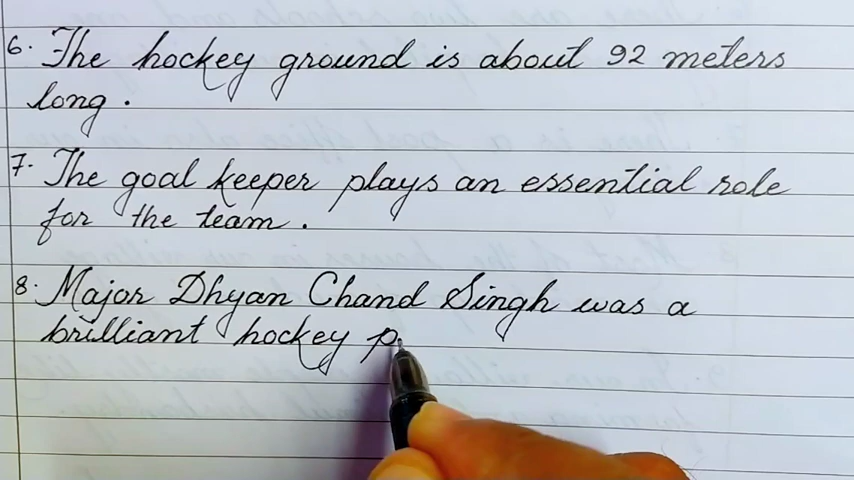 6. The hockey ground is about 92 meters
long.
7. The goal keeper plays an essential role
for the team.
8. Major Dhyan Chand Singh was a
brilliant hockey p